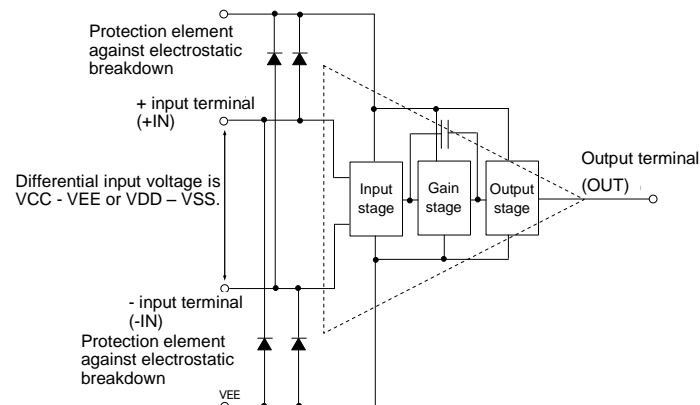 Protection element
against electrostatic
breakdown
+ input terminal
(+IN)
Differential input voltage is
VCC - VEE or VDD – VSS.
Input
stage
Gain
stage
Output
stage
Output terminal
(OUT)
- input terminal
(-IN)
Protection element
against electrostatic
breakdown
VEE